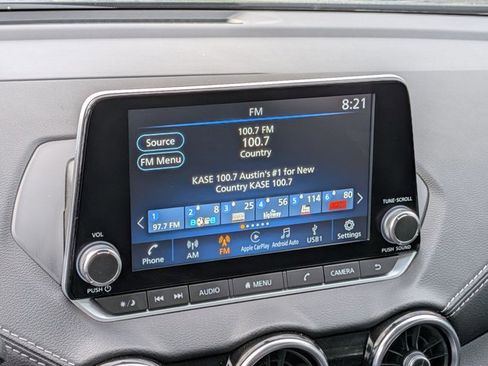 FM
8:21
Source
FM Menu
100.7 FM
100.7
Country
KASE 100.7 Austin's #1 for New
Country KASE 100.7
1 97.7 FM
2 8
3 25
4 56
5 114
6 80
Phone
AM
FM
Apple CarPlay
Android Auto
USB1
Settings
VOL
PUSH
TUNE·SCROLL
PUSH SOUND
AUDIO
MENU
CAMERA